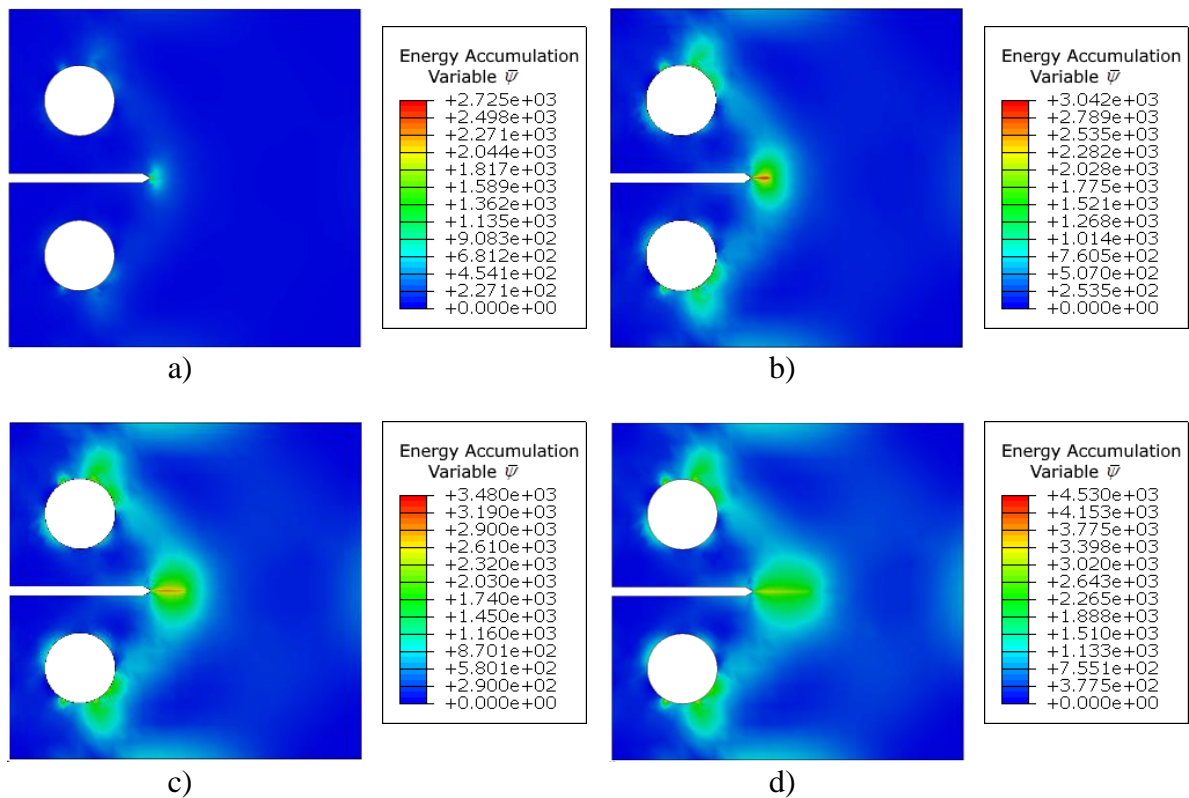 Energy Accumulation
Variable ψ̅
+2.725e+03
+2.498e+03
+2.271e+03
+2.044e+03
+1.817e+03
+1.589e+03
+1.362e+03
+1.135e+03
+9.083e+02
+6.812e+02
+4.541e+02
+2.271e+02
+0.000e+00
a)
Energy Accumulation
Variable ψ̅
+3.042e+03
+2.789e+03
+2.535e+03
+2.282e+03
+2.028e+03
+1.775e+03
+1.521e+03
+1.268e+03
+1.014e+03
+7.605e+02
+5.070e+02
+2.535e+02
+0.000e+00
b)
Energy Accumulation
Variable ψ̅
+3.480e+03
+3.190e+03
+2.900e+03
+2.610e+03
+2.320e+03
+2.030e+03
+1.740e+03
+1.450e+03
+1.160e+03
+8.701e+02
+5.801e+02
+2.900e+02
+0.000e+00
c)
Energy Accumulation
Variable ψ̅
+4.530e+03
+4.153e+03
+3.775e+03
+3.398e+03
+3.020e+03
+2.643e+03
+2.265e+03
+1.888e+03
+1.510e+03
+1.133e+03
+7.551e+02
+3.775e+02
+0.000e+00
d)